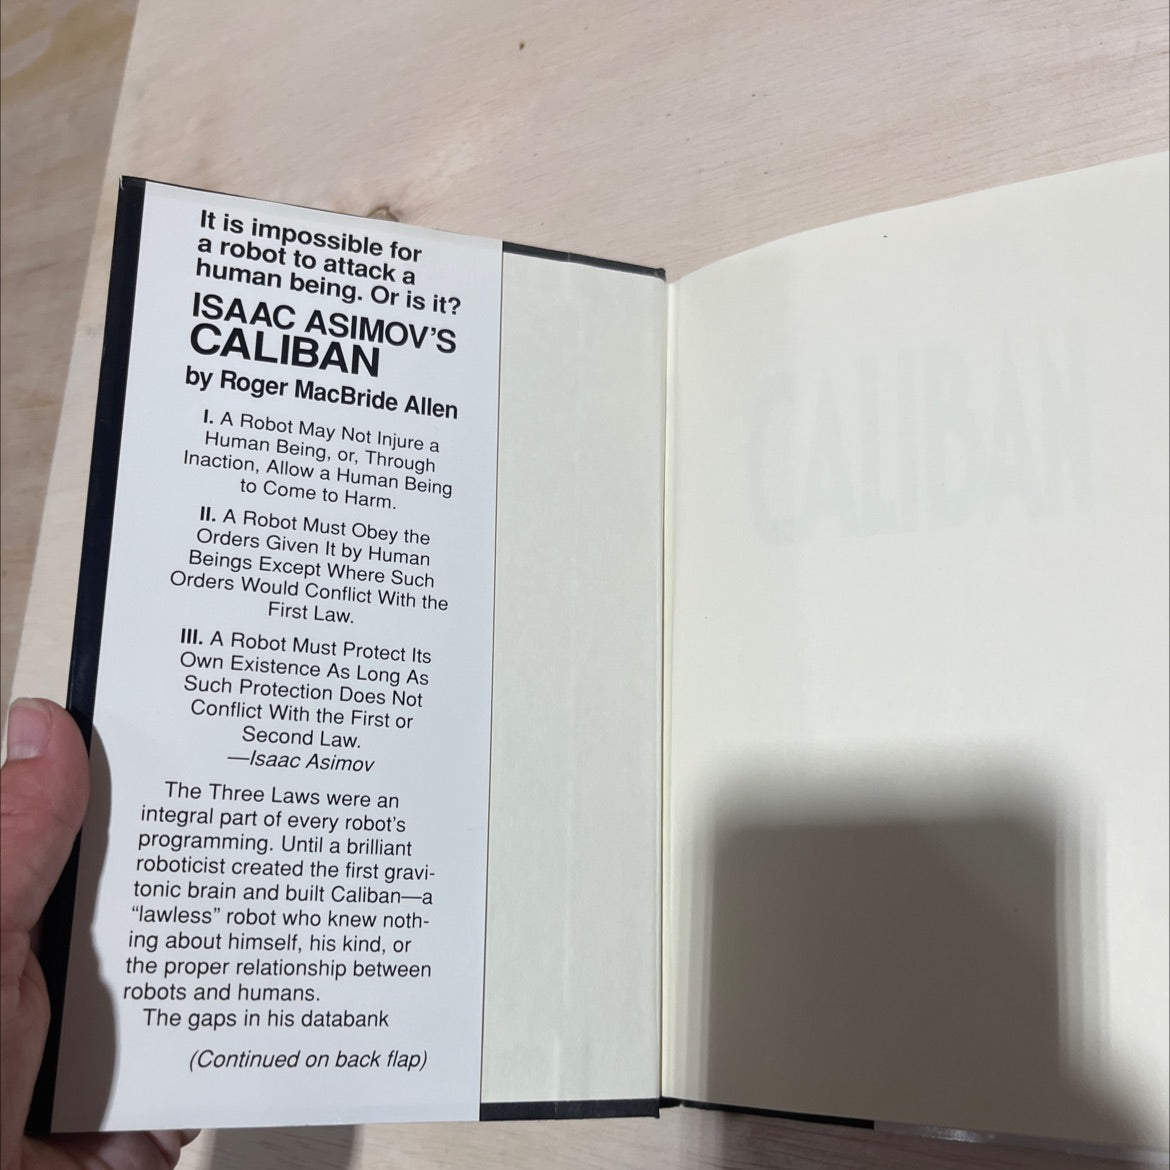 It is impossible for
a robot to attack a
human being. Or is it?
ISAAC ASIMOV’S
CALIBAN
by Roger MacBride Allen
I. A Robot May Not Injure a
Human Being, or, Through
Inaction, Allow a Human Being
to Come to Harm.
II. A Robot Must Obey the
Orders Given It by Human
Beings Except Where Such
Orders Would Conflict With the
First Law.
III. A Robot Must Protect Its
Own Existence As Long As
Such Protection Does Not
Conflict With the First or
Second Law.
—Isaac Asimov
The Three Laws were an
integral part of every robot’s
programming. Until a brilliant
roboticist created the first gravi-
tonic brain and built Caliban—a
“lawless” robot who knew noth-
ing about himself, his kind, or
the proper relationship between
robots and humans.
The gaps in his databank
(Continued on back flap)
CALIBAN